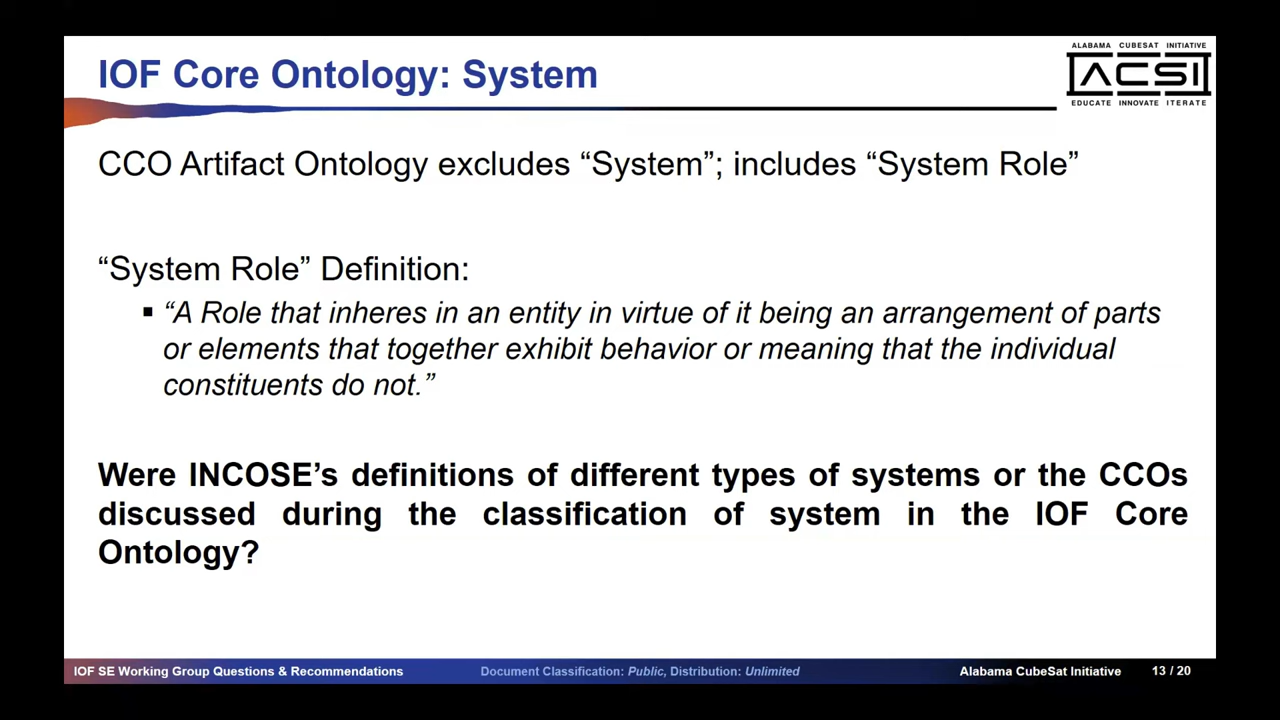 IOF Core Ontology: System
ALABAMA CUBESAT INITIATIVE
ACSI
EDUCATE INNOVATE ITERATE
CCO Artifact Ontology excludes “System”; includes “System Role”
“System Role” Definition:
▪ “A Role that inheres in an entity in virtue of it being an arrangement of parts
or elements that together exhibit behavior or meaning that the individual
constituents do not.”
Were INCOSE’s definitions of different types of systems or the CCOs
discussed during the classification of system in the IOF Core
Ontology?
IOF SE Working Group Questions & Recommendations Document Classification: Public, Distribution: Unlimited Alabama CubeSat Initiative 13 / 20